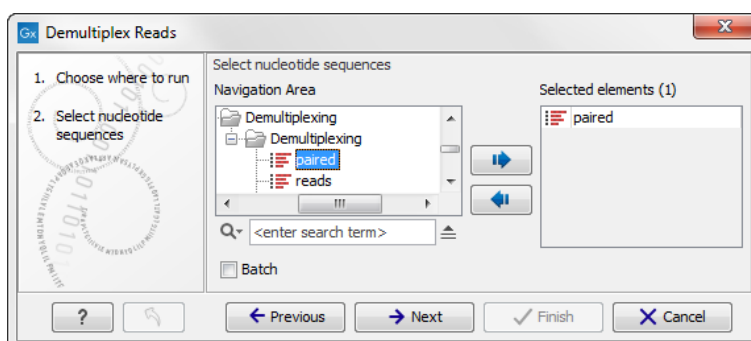 Gx Demultiplex Reads
X
1. Choose where to run
2. Select nucleotide
sequences
Select nucleotide sequences
Navigation Area
Demultiplexing
Demultiplexing
paired
reads
<enter search term>
Batch
Selected elements (1)
paired
?
Previous
Next
Finish
Cancel